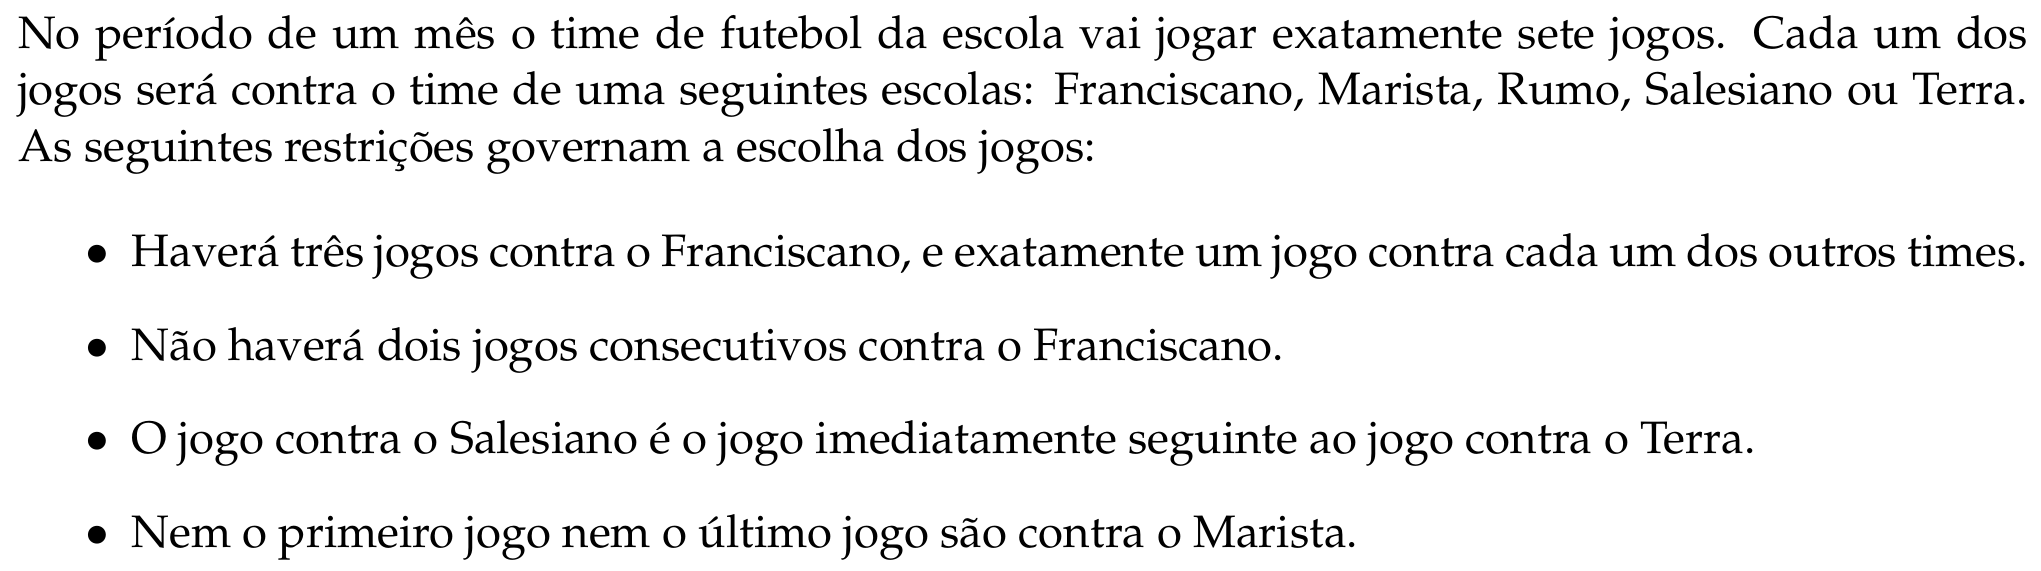 No período de um mês o time de futebol da escola vai jogar exatamente sete jogos. Cada um dos
jogos será contra o time de uma seguintes escolas: Franciscano, Marista, Rumo, Salesiano ou Terra.
As seguintes restrições governam a escolha dos jogos:
• Haverá três jogos contra o Franciscano, e exatamente um jogo contra cada um dos outros times.
• Não haverá dois jogos consecutivos contra o Franciscano.
• O jogo contra o Salesiano é o jogo imediatamente seguinte ao jogo contra o Terra.
• Nem o primeiro jogo nem o último jogo são contra o Marista.